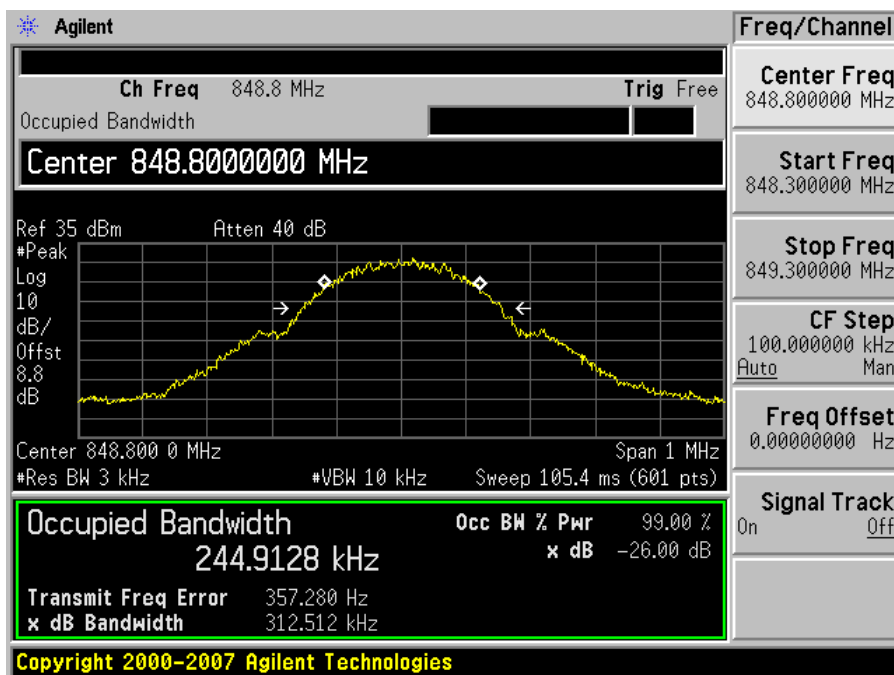 Agilent
Freq/Channel
Ch Freq 848.8 MHz Trig Free
Occupied Bandwidth
Center 848.8000000 MHz
Ref 35 dBm Atten 40 dB
#Peak
Log
10
dB/
Offst
8.8
dB
Center 848.800 0 MHz Span 1 MHz
#Res BW 3 kHz #VBW 10 kHz Sweep 105.4 ms (601 pts)
Occupied Bandwidth
244.9128 kHz
Occ BW % Pwr 99.00 %
x dB -26.00 dB
Transmit Freq Error 357.280 Hz
x dB Bandwidth 312.512 kHz
Center Freq
848.800000 MHz
Start Freq
848.300000 MHz
Stop Freq
849.300000 MHz
CF Step
100.000000 kHz
Auto Man
Freq Offset
0.00000000 Hz
Signal Track
On Off
Copyright 2000-2007 Agilent Technologies